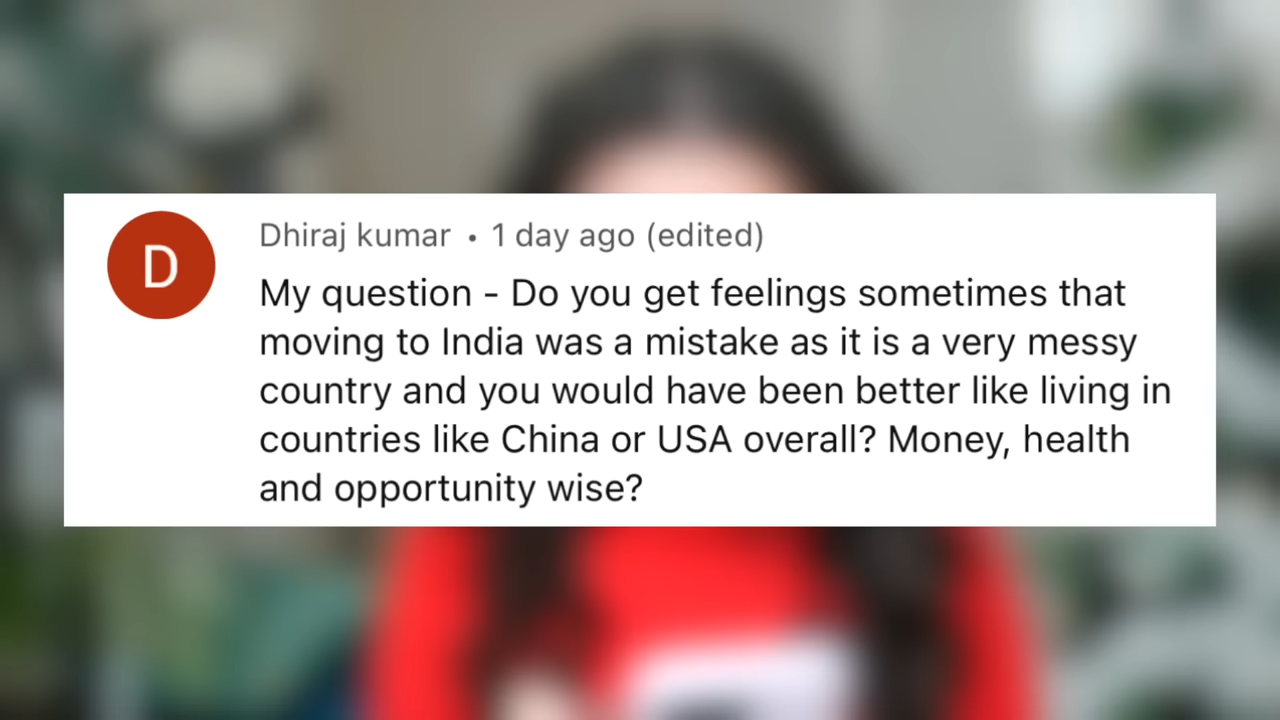 D
Dhiraj kumar • 1 day ago (edited)
My question - Do you get feelings sometimes that
moving to India was a mistake as it is a very messy
country and you would have been better like living in
countries like China or USA overall? Money, health
and opportunity wise?